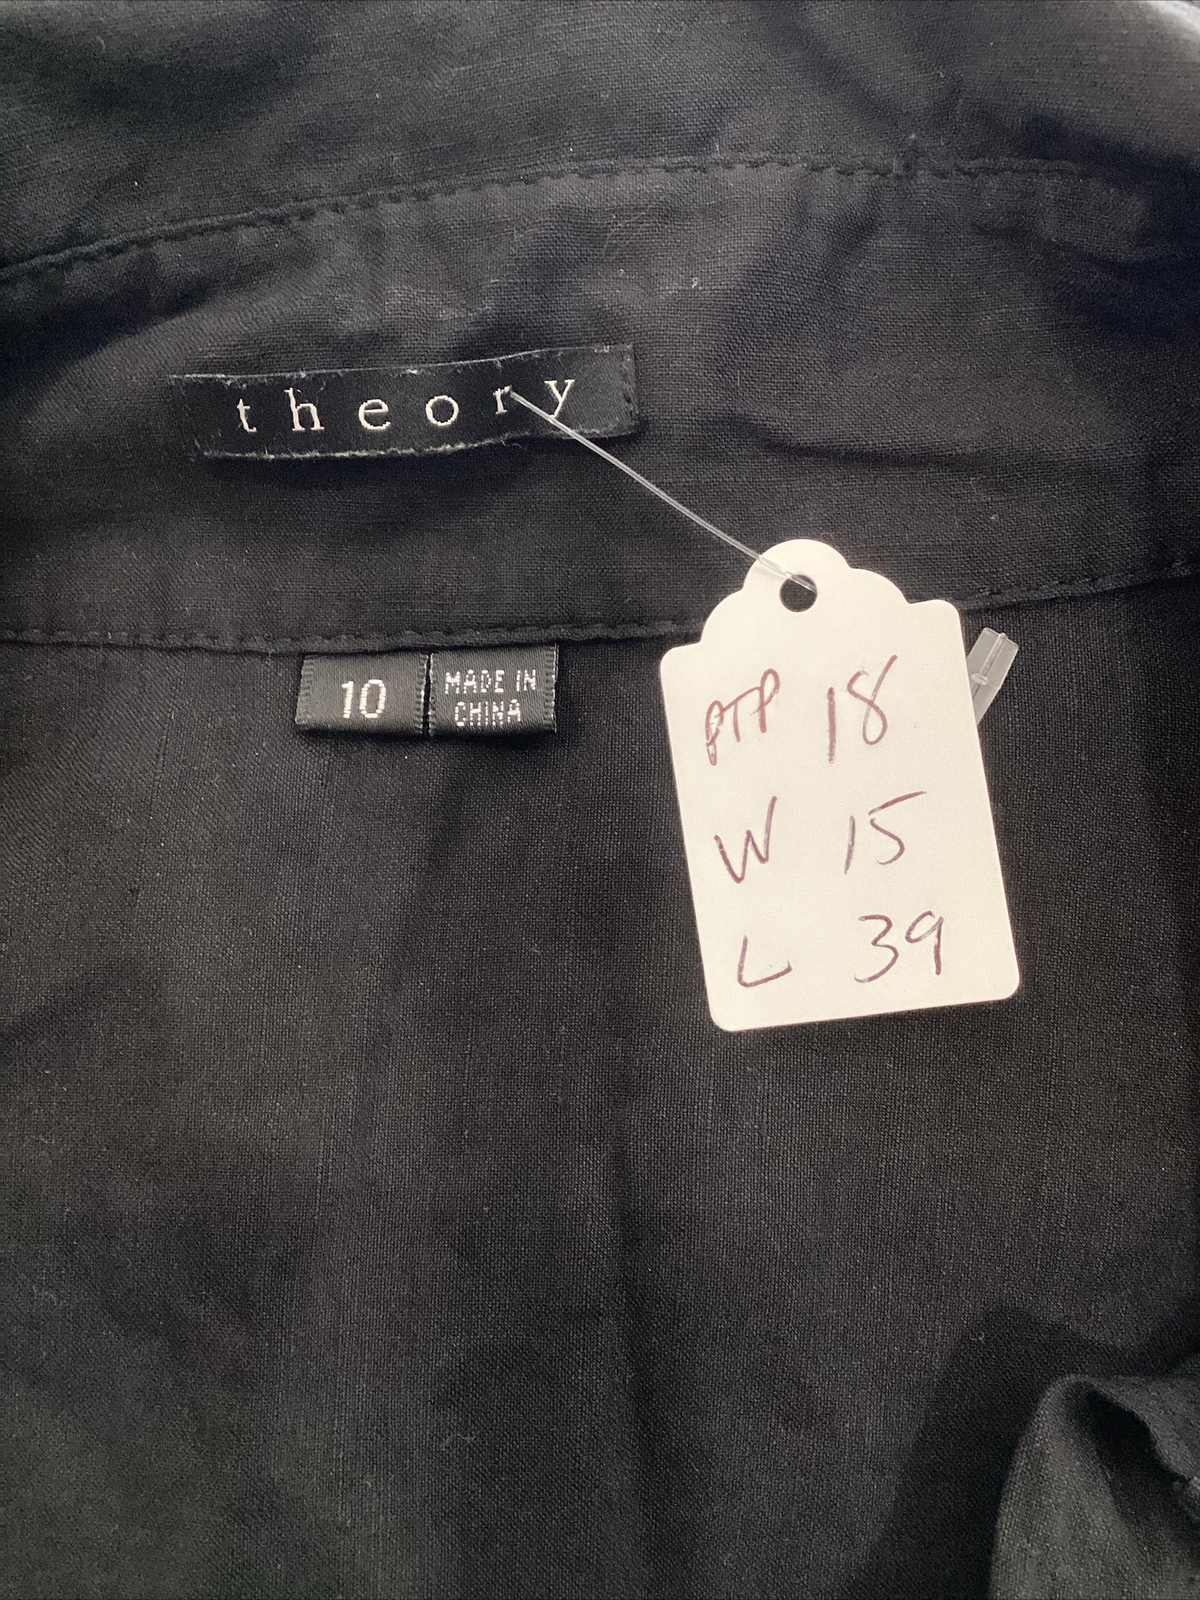 theory
10
MADE IN
CHINA
PTP 18
W 15
L 39